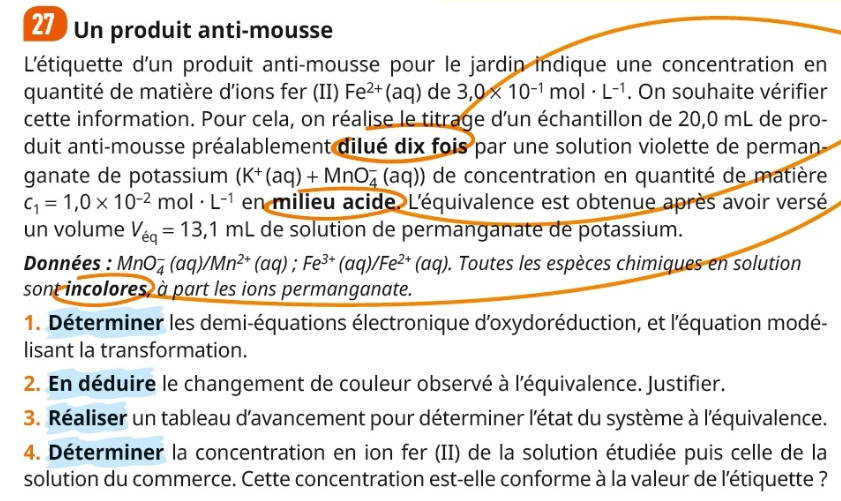 27 Un produit anti-mousse
L'étiquette d'un produit anti-mousse pour le jardin indique une concentration en
quantité de matière d'ions fer (II) Fe²⁺(aq) de 3,0 × 10⁻¹ mol · L⁻¹. On souhaite vérifier
cette information. Pour cela, on réalise le titrage d'un échantillon de 20,0 mL de pro-
duit anti-mousse préalablement dilué dix fois par une solution violette de perman-
ganate de potassium (K⁺(aq) + MnO₄⁻ (aq)) de concentration en quantité de matière
c₁ = 1,0 × 10⁻² mol · L⁻¹ en milieu acide. L'équivalence est obtenue après avoir versé
un volume Véq = 13,1 mL de solution de permanganate de potassium.
Données : MnO₄⁻ (aq)/Mn²⁺ (aq) ; Fe³⁺ (aq)/Fe²⁺ (aq). Toutes les espèces chimiques en solution
sont incolores, à part les ions permanganate.
1. Déterminer les demi-équations électronique d'oxydoréduction, et l'équation modé-
lisant la transformation.
2. En déduire le changement de couleur observé à l'équivalence. Justifier.
3. Réaliser un tableau d'avancement pour déterminer l'état du système à l'équivalence.
4. Déterminer la concentration en ion fer (II) de la solution étudiée puis celle de la
solution du commerce. Cette concentration est-elle conforme à la valeur de l'étiquette ?